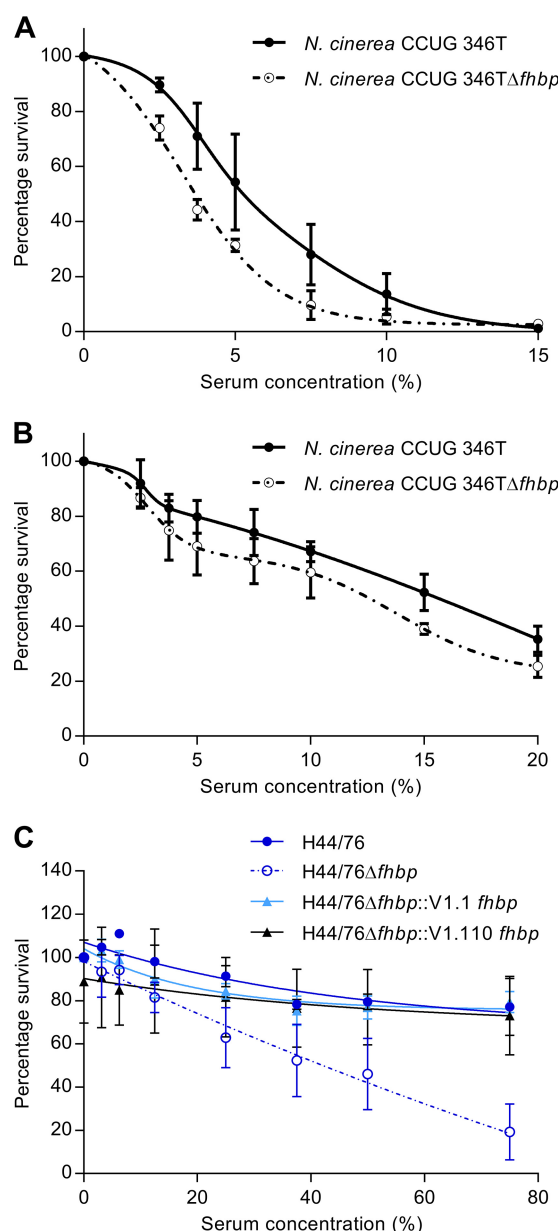 A
N. cinerea CCUG 346T
N. cinerea CCUG 346TΔfhbp
Percentage survival
100
80
60
40
20
0
0 5 10 15
Serum concentration (%)
B
N. cinerea CCUG 346T
N. cinerea CCUG 346TΔfhbp
Percentage survival
100
80
60
40
20
0
0 5 10 15 20
Serum concentration (%)
C
H44/76
H44/76Δfhbp
H44/76Δfhbp::V1.1 fhbp
H44/76Δfhbp::V1.110 fhbp
Percentage survival
140
120
100
80
60
40
20
0
0 20 40 60 80
Serum concentration (%)